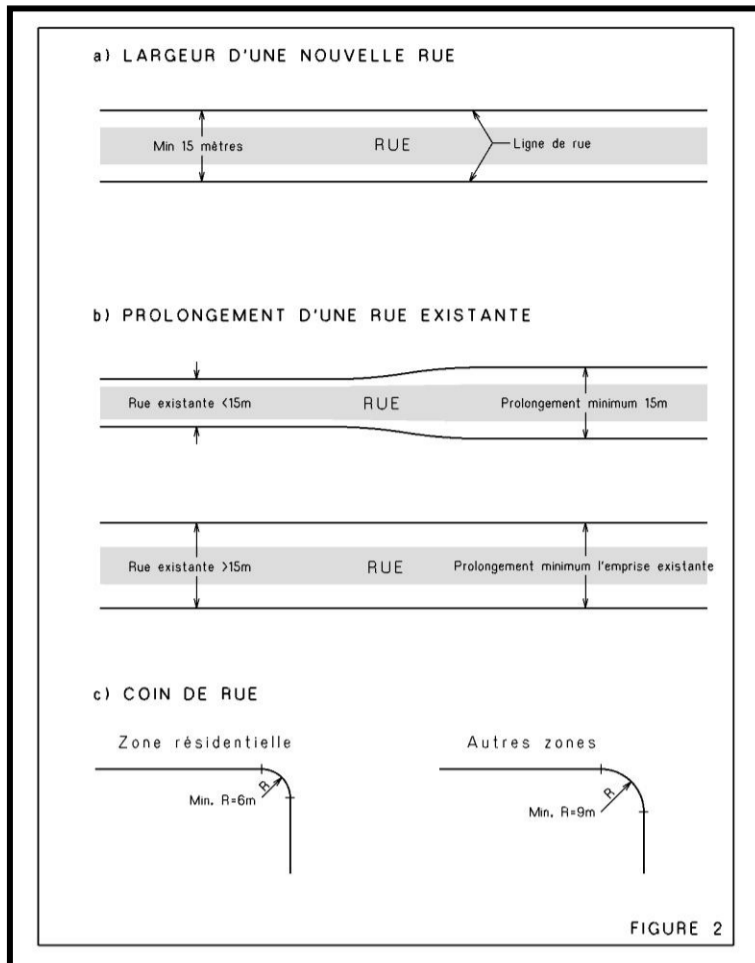 a) LARGEUR D'UNE NOUVELLE RUE
Min 15 mètres
RUE
Ligne de rue
b) PROLONGEMENT D'UNE RUE EXISTANTE
Rue existante <15m
RUE
Prolongement minimum 15m
Rue existante >15m
RUE
Prolongement minimum l'emprise existante
c) COIN DE RUE
Zone résidentielle
Autres zones
R
Min. R=6m
R
Min. R=9m
FIGURE 2